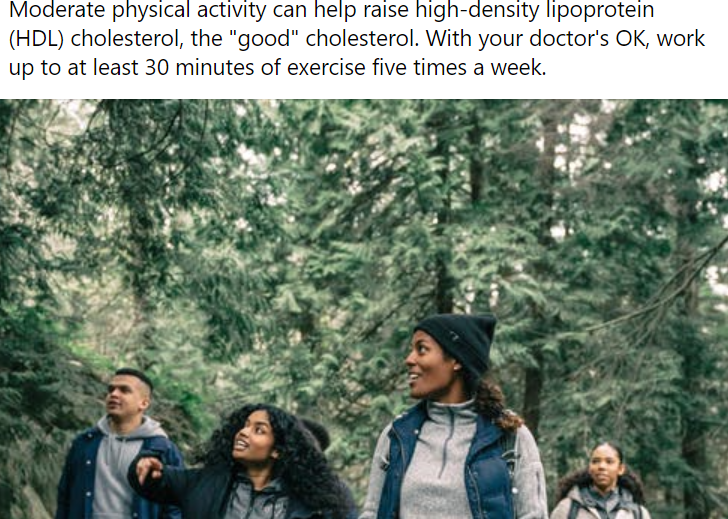 Moderate physical activity can help raise high-density lipoprotein
(HDL) cholesterol, the "good" cholesterol. With your doctor's OK, work
up to at least 30 minutes of exercise five times a week.